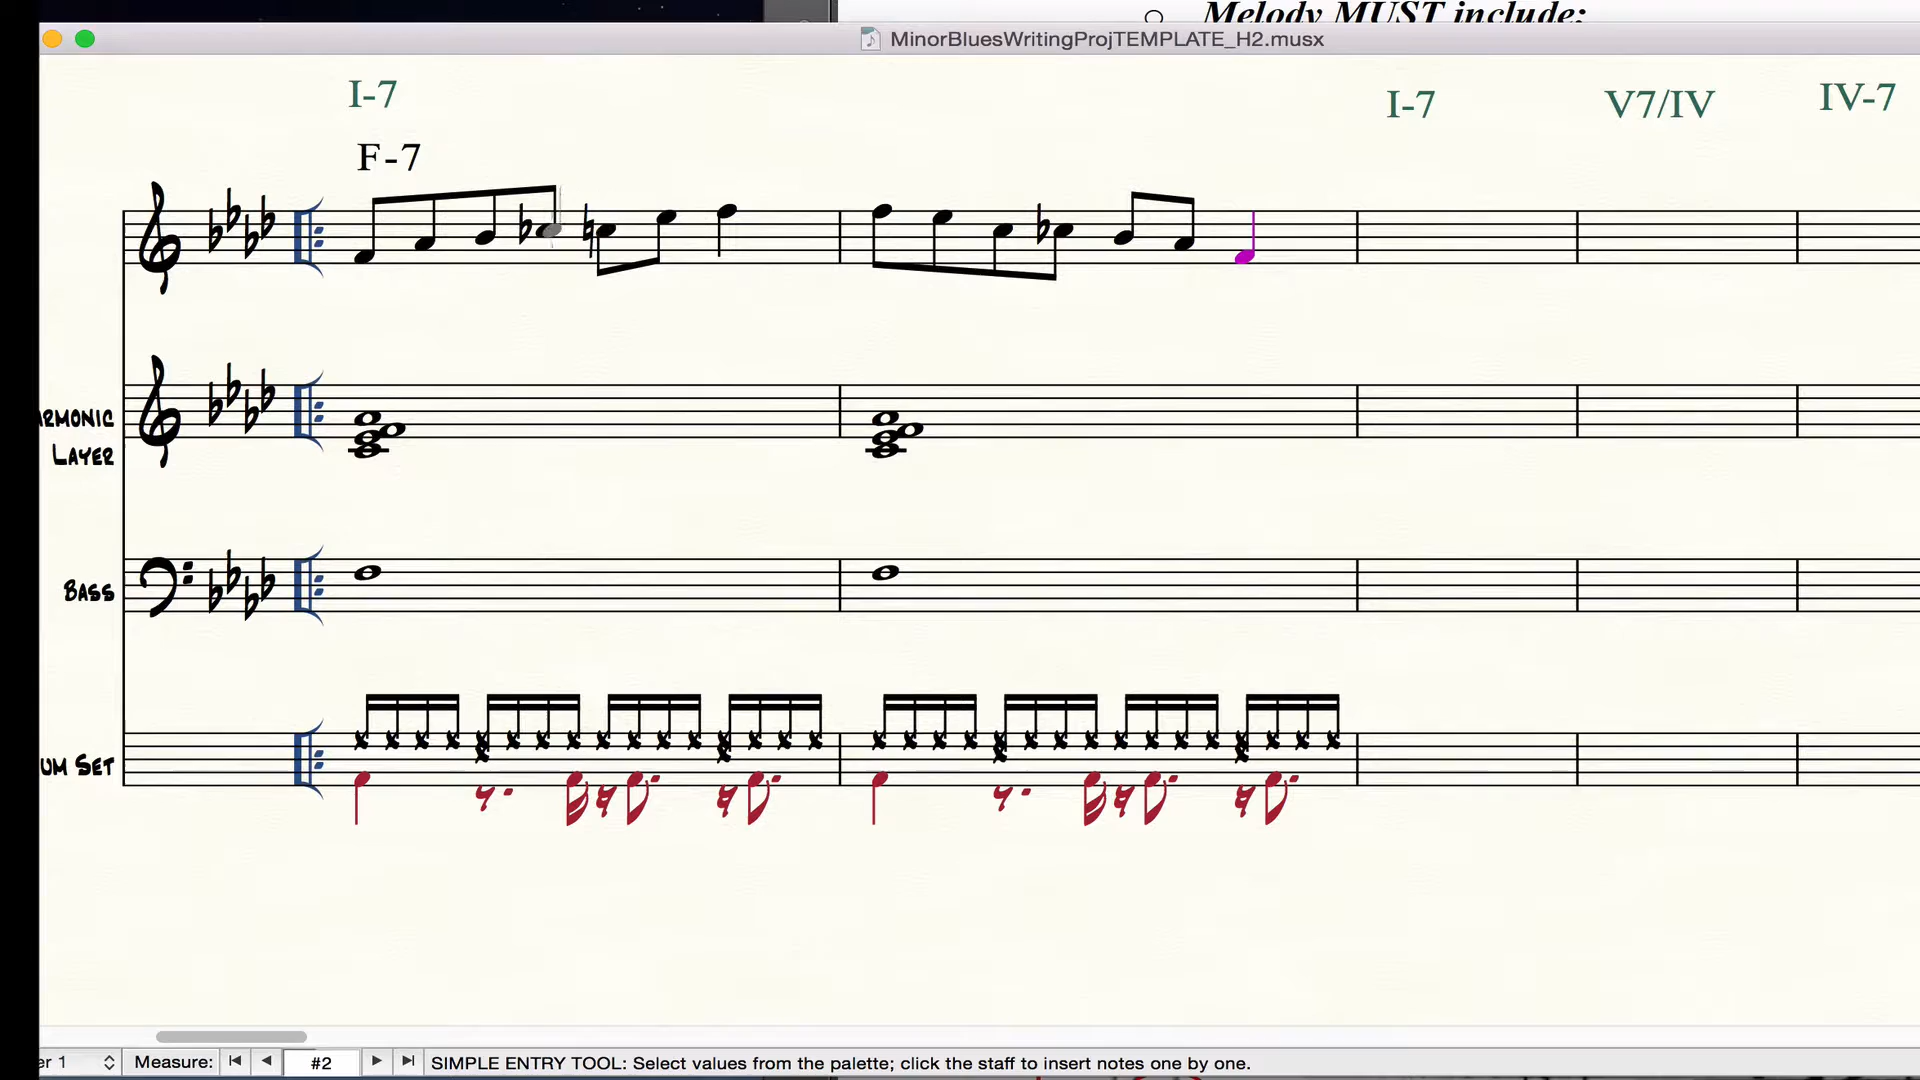 Melody MUST include:
MinorBluesWritingProjTEMPLATE_H2.musx
I-7
I-7 V7/IV IV-7
F-7
RMONIC
LAYER
BASS
UM SET
er 1 Measure: #2 SIMPLE ENTRY TOOL: Select values from the palette; click the staff to insert notes one by one.